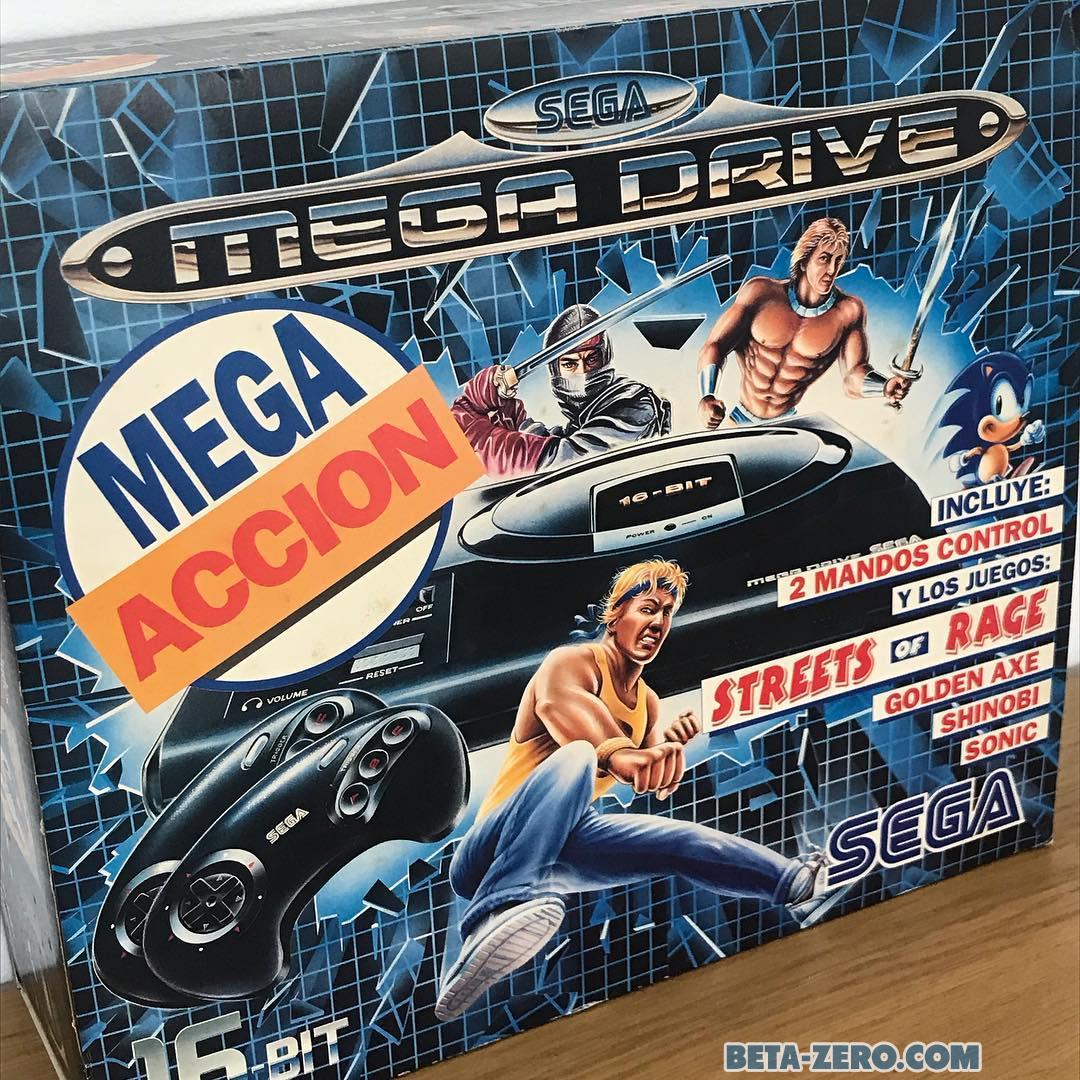 SEGA
MEGA DRIVE
MEGA
ACCION
16-BIT
POWER
ON
MEGA DRIVE SEGA
INCLUYE:
2 MANDOS CONTROL
Y LOS JUEGOS:
STREETS OF RAGE
GOLDEN AXE
SHINOBI
SONIC
OFF
RESET
VOLUME
SEGA
SEGA
16-BIT
BETA-ZERO.COM